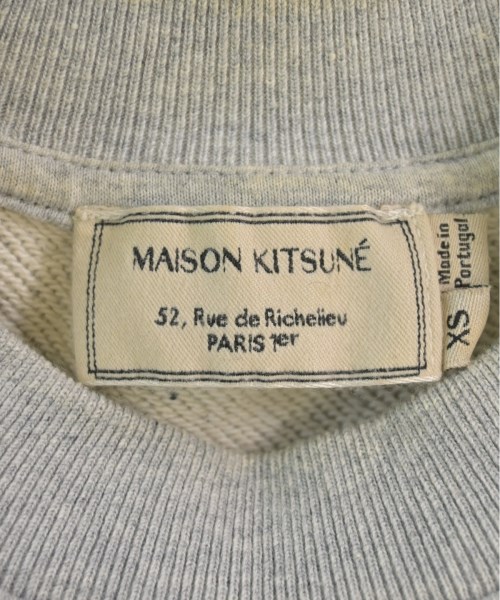 MAISON KITSUNÉ
52, Rue de Richelieu
PARIS 1er
Made in
Portugal
XS